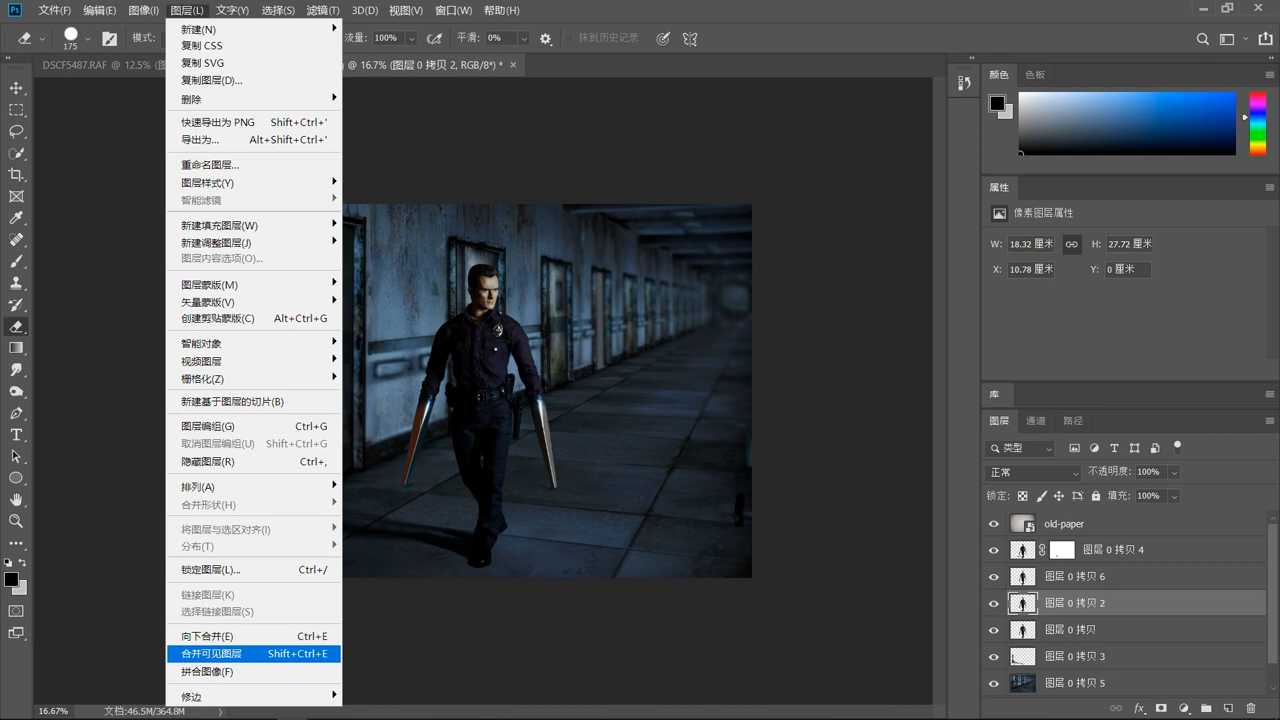 Ps 文件(F) 编辑(E) 图像(I) 图层(L) 文字(Y) 选择(S) 滤镜(T) 3D(D) 视图(V) 窗口(W) 帮助(H)
175 模式: 流量: 100% 平滑: 0% 抹到历史记录
DSCF5487.RAF @ 12.5% (图
@ 16.7% (图层 0 拷贝 2, RGB/8*) * ×
新建(N)
复制 CSS
复制 SVG
复制图层(D)...
删除
快速导出为 PNG Shift+Ctrl+'
导出为... Alt+Shift+Ctrl+'
重命名图层...
图层样式(Y)
智能滤镜
新建填充图层(W)
新建调整图层(J)
图层内容选项(O)...
图层蒙版(M)
矢量蒙版(V)
创建剪贴蒙版(C) Alt+Ctrl+G
智能对象
视频图层
栅格化(Z)
新建基于图层的切片(B)
图层编组(G) Ctrl+G
取消图层编组(U) Shift+Ctrl+G
隐藏图层(R) Ctrl+,
排列(A)
合并形状(H)
将图层与选区对齐(I)
分布(T)
锁定图层(L)... Ctrl+/
链接图层(K)
选择链接图层(S)
向下合并(E) Ctrl+E
合并可见图层 Shift+Ctrl+E
拼合图像(F)
修边
16.67% 文档:46.5M/364.8M
颜色 色板
属性
像素图层属性
W: 18.32 厘米 H: 27.72 厘米
X: 10.78 厘米 Y: 0 厘米
库
图层 通道 路径
类型
正常 不透明度: 100%
锁定: 填充: 100%
old-paper
图层 0 拷贝 4
图层 0 拷贝 6
图层 0 拷贝 2
图层 0 拷贝
图层 0 拷贝 3
图层 0 拷贝 5
fx